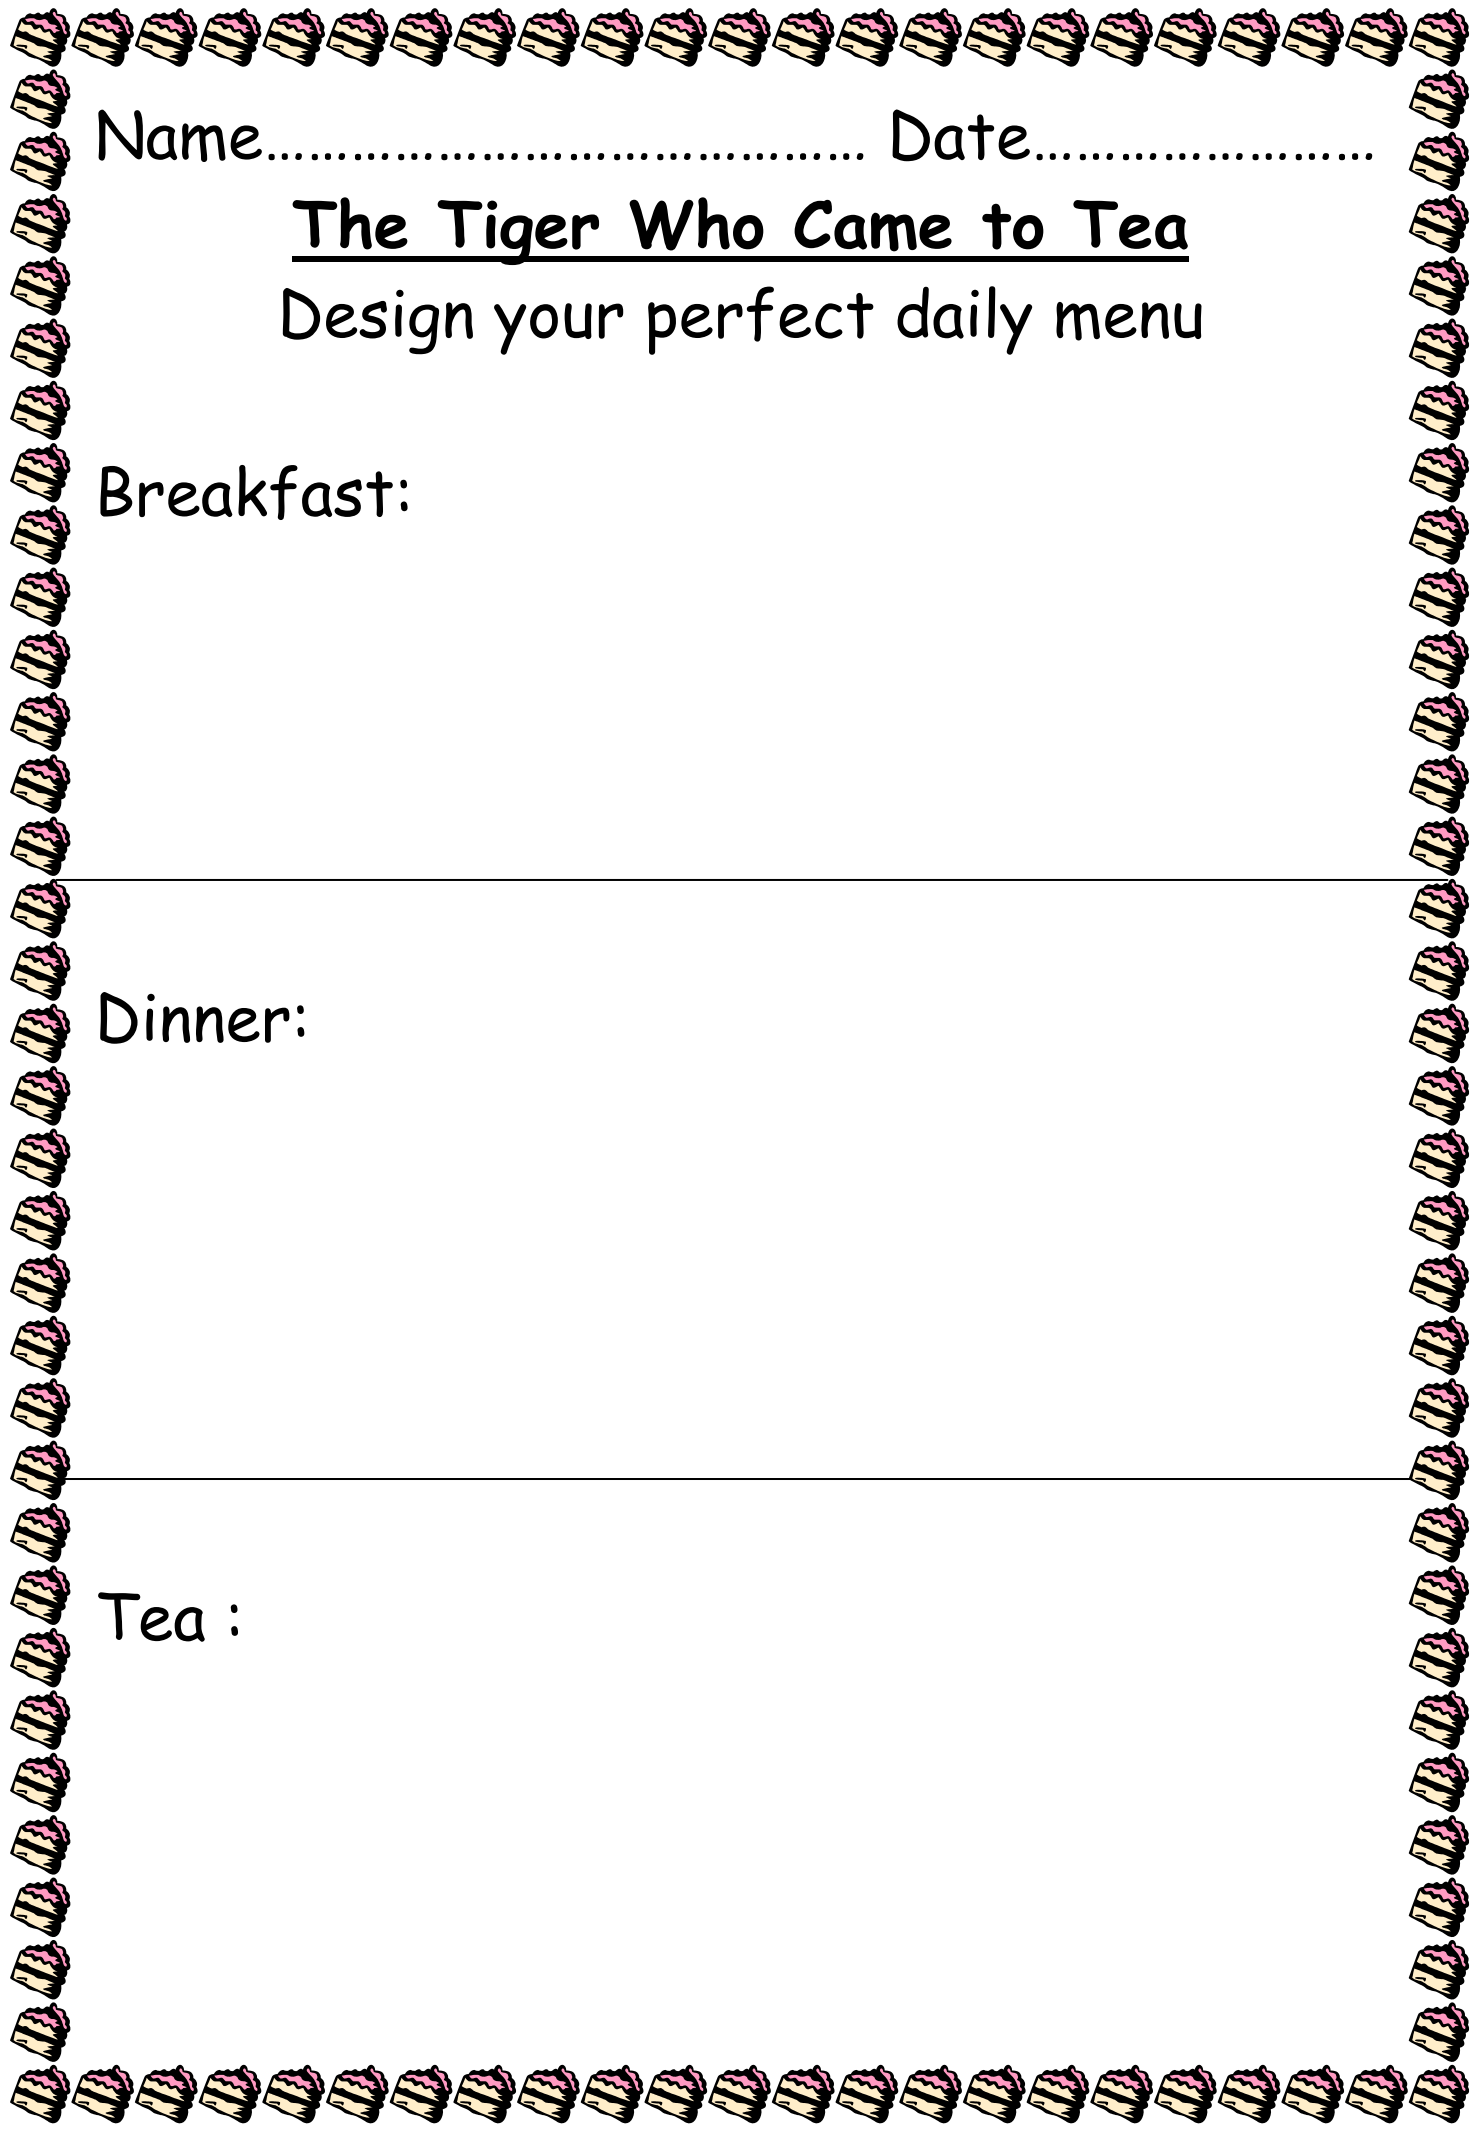 Name…………………………………… Date……………………
The Tiger Who Came to Tea
Design your perfect daily menu
Breakfast:
Dinner:
Tea :